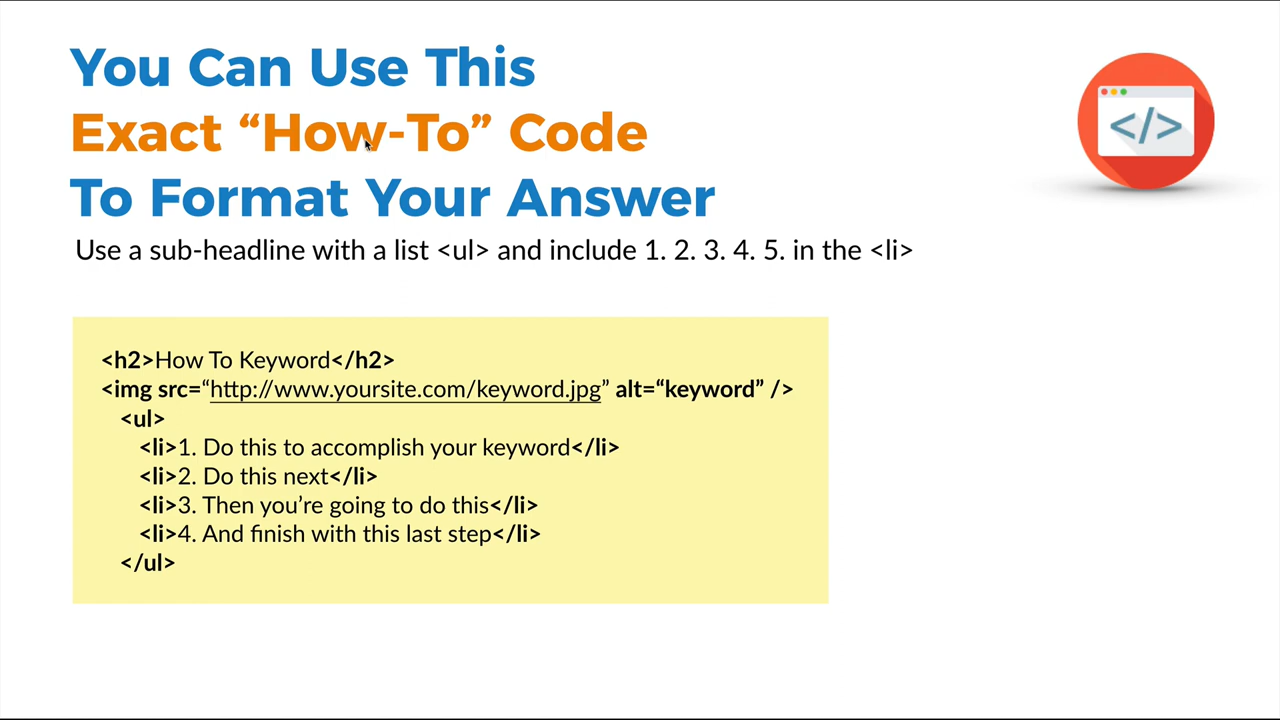 You Can Use This
Exact “How-To” Code
To Format Your Answer
Use a sub-headline with a list <ul> and include 1. 2. 3. 4. 5. in the <li>
</>
<h2>How To Keyword</h2>
<img src=“http://www.yoursite.com/keyword.jpg” alt=“keyword” />
<ul>
<li>1. Do this to accomplish your keyword</li>
<li>2. Do this next</li>
<li>3. Then you’re going to do this</li>
<li>4. And finish with this last step</li>
</ul>